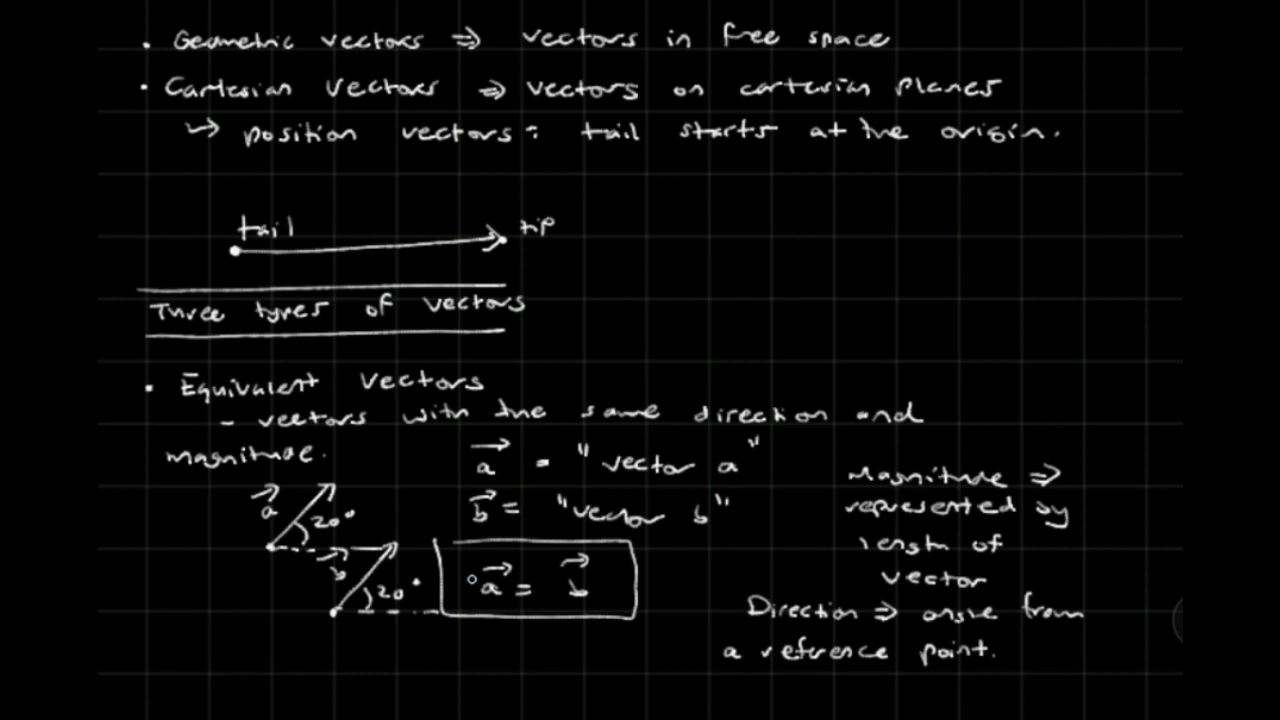 • Geometric vectors ⇒ vectors in free space
• Cartesian Vectors ⇒ vectors on cartesian planes
↳ position vectors: tail starts at the origin.
tail
tip
Three types of vectors
• Equivalent vectors
- vectors with the same direction and
magnitude.
a⃗ = "vector a"
b⃗ = "vector b"
a⃗
20°
b⃗
20°
a⃗ = b⃗
Magnitude ⇒
represented by
length of
vector
Direction ⇒ angle from
a reference point.